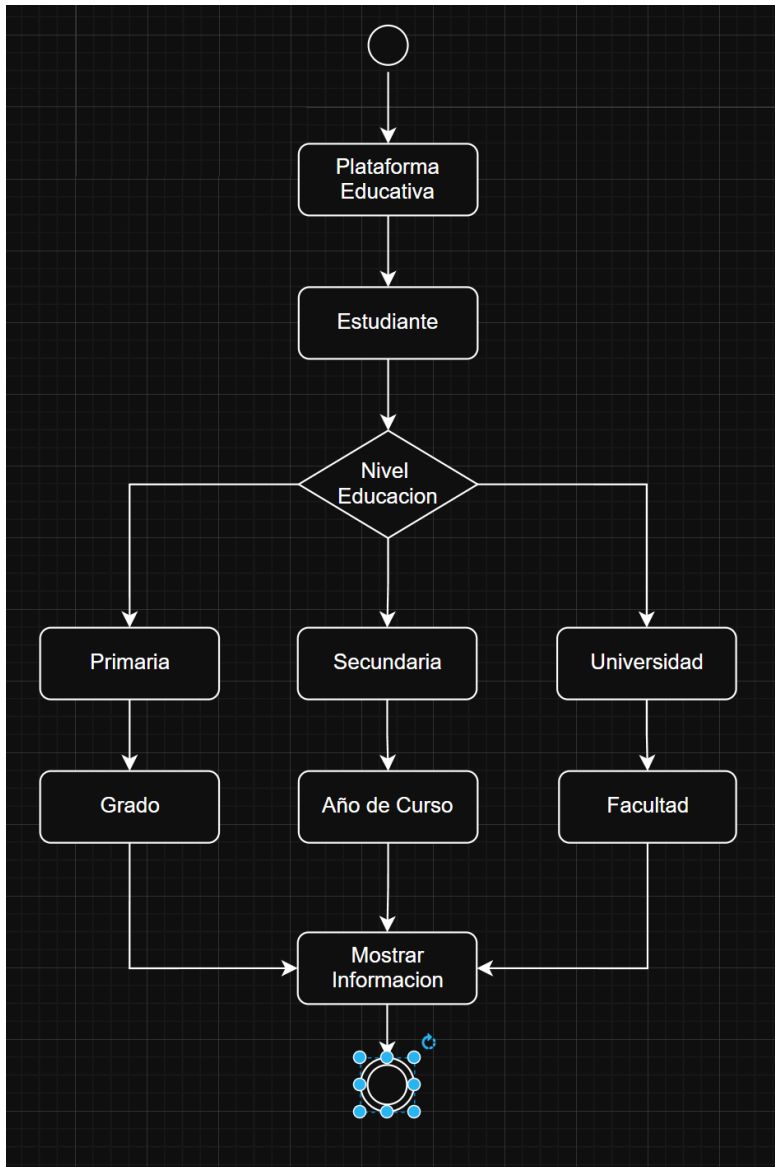 Plataforma
Educativa
Estudiante
Nivel
Educacion
Primaria
Secundaria
Universidad
Grado
Año de Curso
Facultad
Mostrar
Informacion